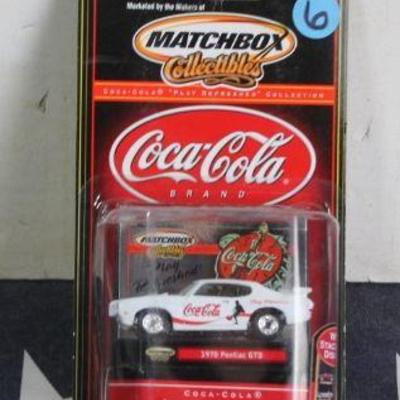 Marketed by the Makers of
6
MATCHBOX
Collectibles
COCA-COLA® "PLAY REFRESHED" COLLECTION
Coca-Cola®
BRAND
MATCHBOX
Collectibles
Coca-Cola
Coca-Cola
1970 Pontiac GTO
COCA-COLA®